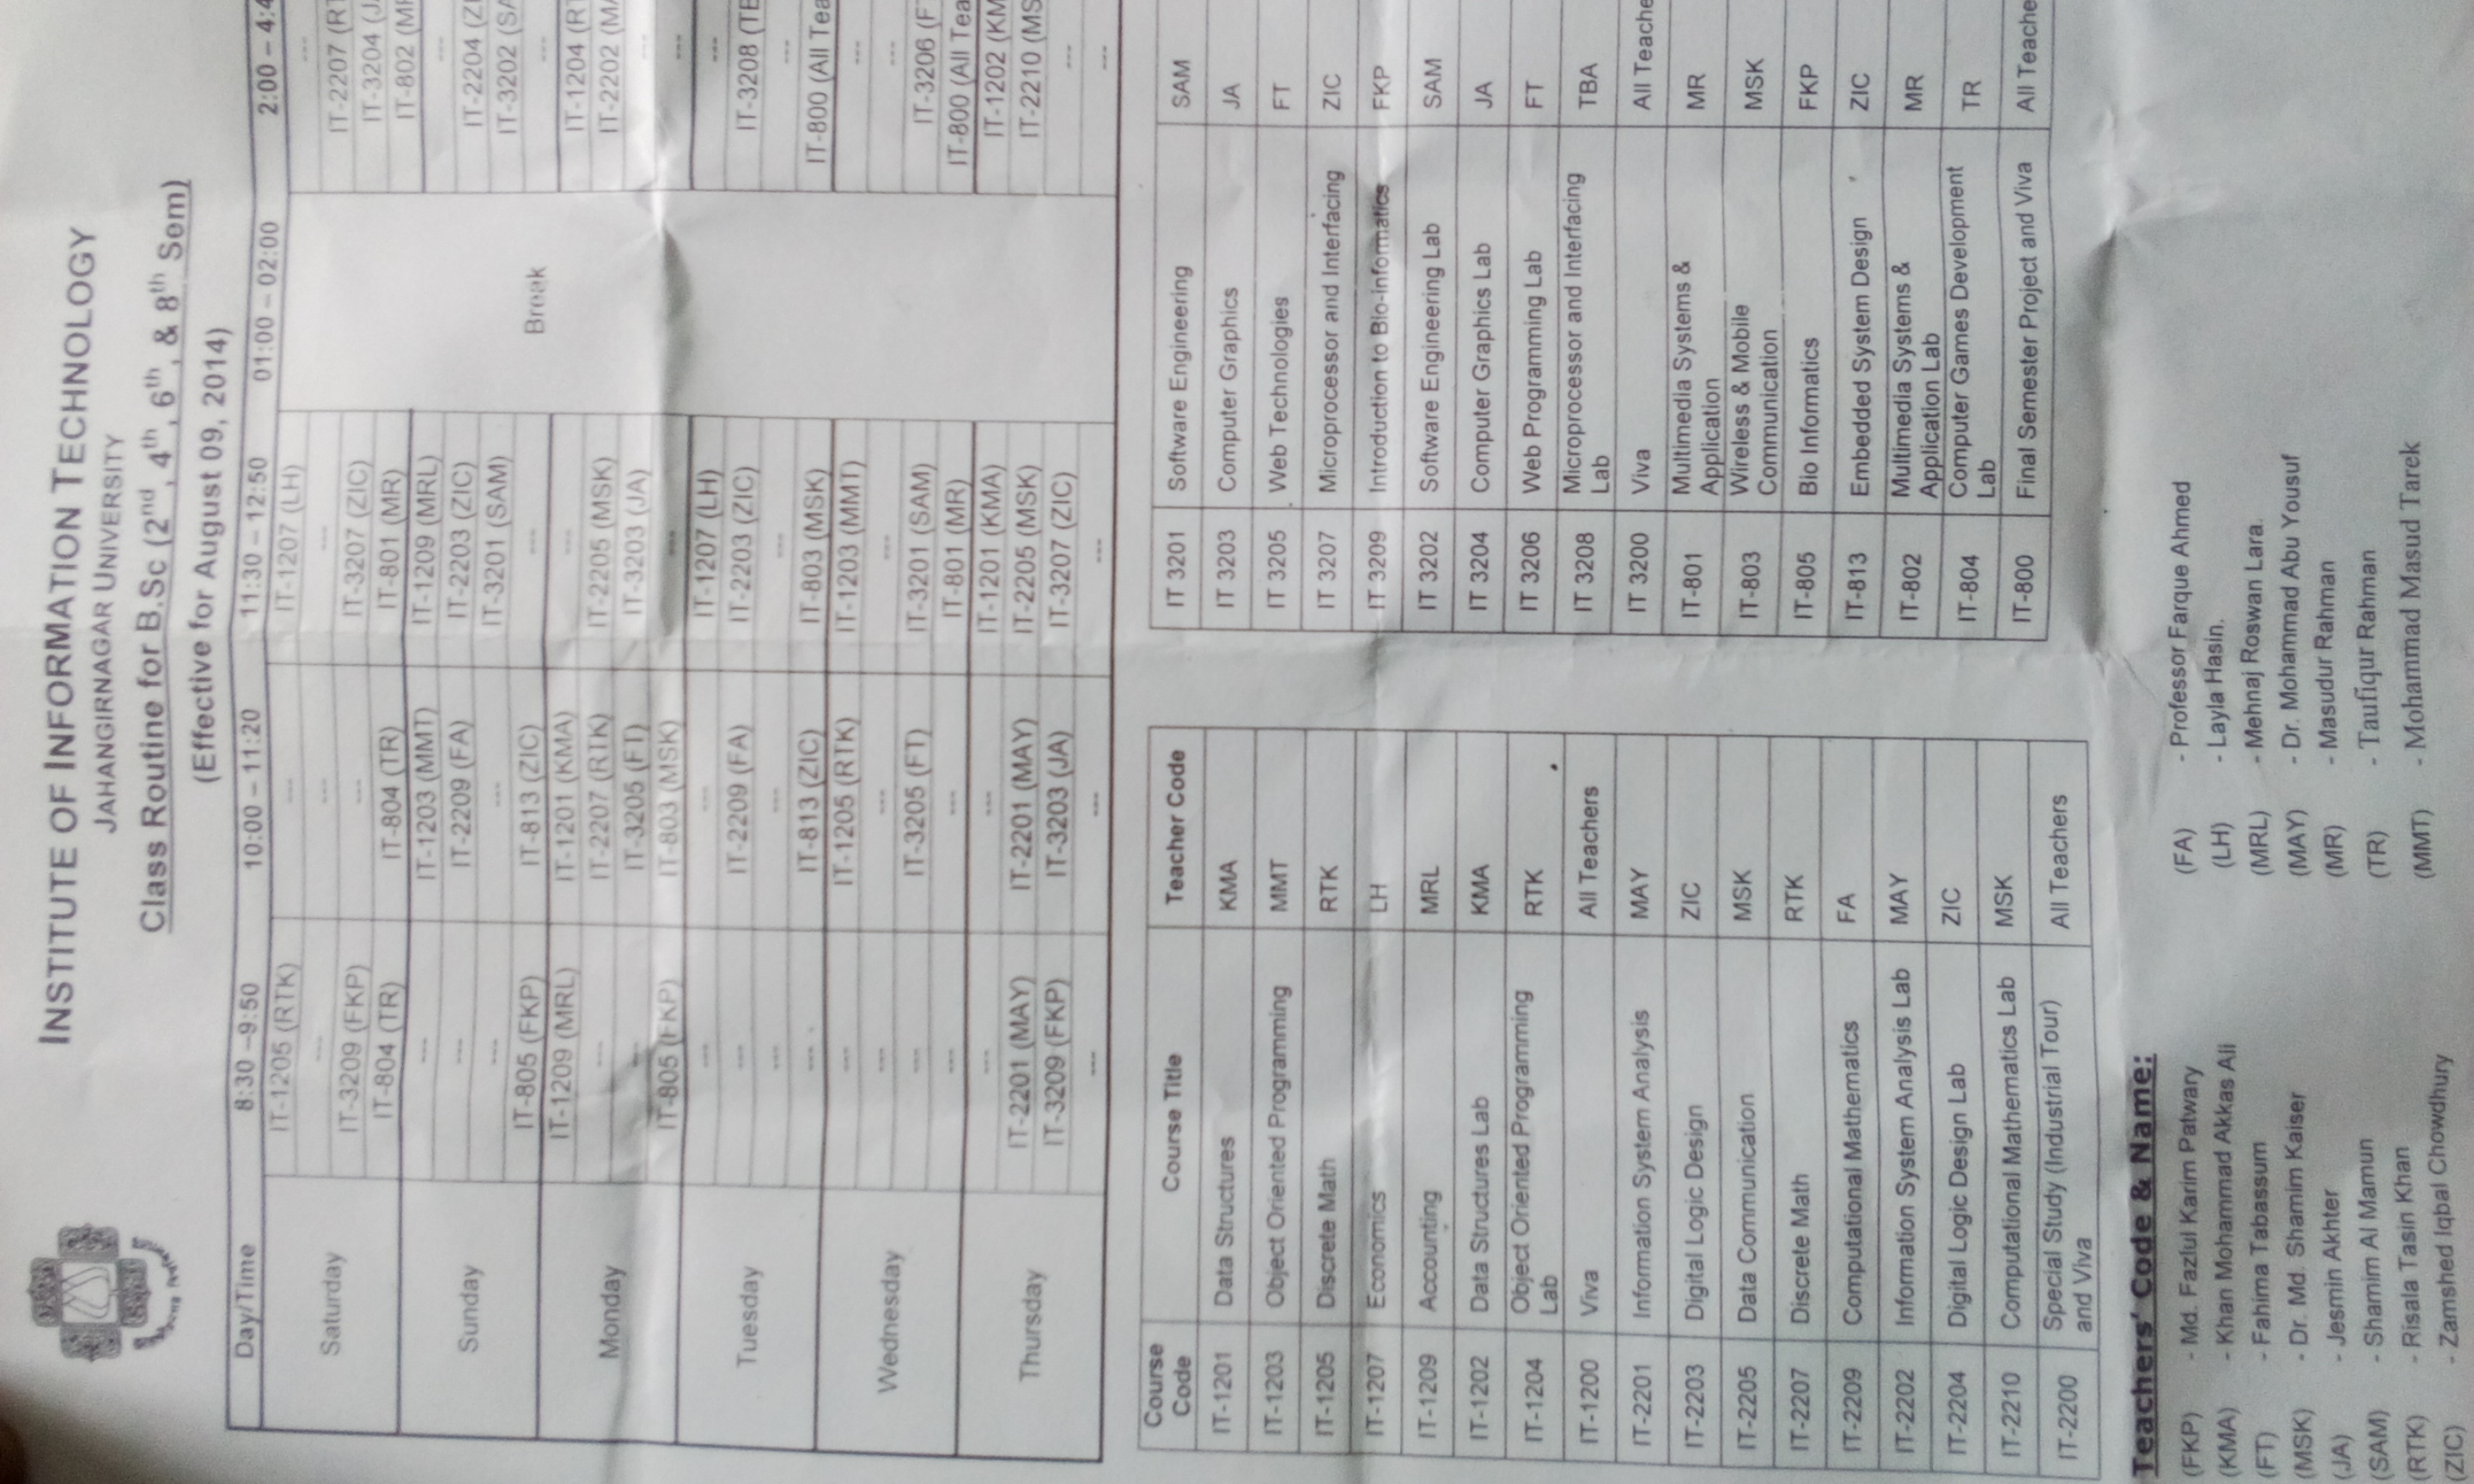 INSTITUTE OF INFORMATION TECHNOLOGY
JAHANGIRNAGAR UNIVERSITY
Class Routine for B.Sc (2nd, 4th, 6th, & 8th Sem)
(Effective for August 09, 2014)
Day/Time 8:30 –9:50 10:00 – 11:20 11:30 – 12:50 01:00 – 02:00 2:00 – 4:4
Saturday
IT-1205 (RTK) --- IT-1207 (LH) ---
--- --- --- IT-2207 (RT
IT-3209 (FKP) --- IT-3207 (ZIC) IT-3204 (J
IT-804 (TR) IT-804 (TR) IT-801 (MR) IT-802 (M
Sunday
--- IT-1203 (MMT) IT-1209 (MRL) ---
--- IT-2209 (FA) IT-2203 (ZIC) IT-2204 (Z
--- --- IT-3201 (SAM) IT-3202 (SA
IT-805 (FKP) IT-813 (ZIC) --- ---
Break
Monday
IT-1209 (MRL) IT-1201 (KMA) --- IT-1204 (RT
--- IT-2207 (RTK) IT-2205 (MSK) IT-2202 (MA
--- IT-3205 (FT) IT-3203 (JA) ---
IT-805 (FKP) IT-803 (MSK) --- ---
Tuesday
--- --- IT-1207 (LH) ---
--- IT-2209 (FA) IT-2203 (ZIC) IT-3208 (TB
--- --- --- ---
--- IT-813 (ZIC) IT-803 (MSK) IT-800 (All Tea
Wednesday
--- IT-1205 (RTK) IT-1203 (MMT) ---
--- --- --- ---
--- IT-3205 (FT) IT-3201 (SAM) IT-3206 (F
--- --- IT-801 (MR) IT-800 (All Tea
Thursday
--- --- IT-1201 (KMA) IT-1202 (KM
IT-2201 (MAY) IT-2201 (MAY) IT-2205 (MSK) IT-2210 (MS
IT-3209 (FKP) IT-3203 (JA) IT-3207 (ZIC) ---
--- --- --- ---
Course Code Course Title Teacher Code
IT-1201 Data Structures KMA
IT-1203 Object Oriented Programming MMT
IT-1205 Discrete Math RTK
IT-1207 Economics LH
IT-1209 Accounting MRL
IT-1202 Data Structures Lab KMA
IT-1204 Object Oriented Programming Lab RTK
IT-1200 Viva All Teachers
IT-2201 Information System Analysis MAY
IT-2203 Digital Logic Design ZIC
IT-2205 Data Communication MSK
IT-2207 Discrete Math RTK
IT-2209 Computational Mathematics FA
IT-2202 Information System Analysis Lab MAY
IT-2204 Digital Logic Design Lab ZIC
IT-2210 Computational Mathematics Lab MSK
IT-2200 Special Study (Industrial Tour) and Viva All Teachers
IT 3201 Software Engineering SAM
IT 3203 Computer Graphics JA
IT 3205 Web Technologies FT
IT 3207 Microprocessor and Interfacing ZIC
IT 3209 Introduction to Bio-informatics FKP
IT 3202 Software Engineering Lab SAM
IT 3204 Computer Graphics Lab JA
IT 3206 Web Programming Lab FT
IT 3208 Microprocessor and Interfacing Lab TBA
IT 3200 Viva All Teache
IT-801 Multimedia Systems & Application MR
IT-803 Wireless & Mobile Communication MSK
IT-805 Bio Informatics FKP
IT-813 Embedded System Design ZIC
IT-802 Multimedia Systems & Application Lab MR
IT-804 Computer Games Development Lab TR
IT-800 Final Semester Project and Viva All Teache
Teachers' Code & Name:
(FKP) - Md. Fazlul Karim Patwary
(KMA) - Khan Mohammad Akkas Ali
(FT) - Fahima Tabassum
(MSK) - Dr. Md. Shamim Kaiser
(JA) - Jesmin Akhter
(SAM) - Shamim Al Mamun
(RTK) - Risala Tasin Khan
(ZIC) - Zamshed Iqbal Chowdhury
(FA) - Professor Farque Ahmed
(LH) - Layla Hasin.
(MRL) - Mehnaj Roswan Lara.
(MAY) - Dr. Mohammad Abu Yousuf
(MR) - Masudur Rahman
(TR) - Taufiqur Rahman
(MMT) - Mohammad Masud Tarek